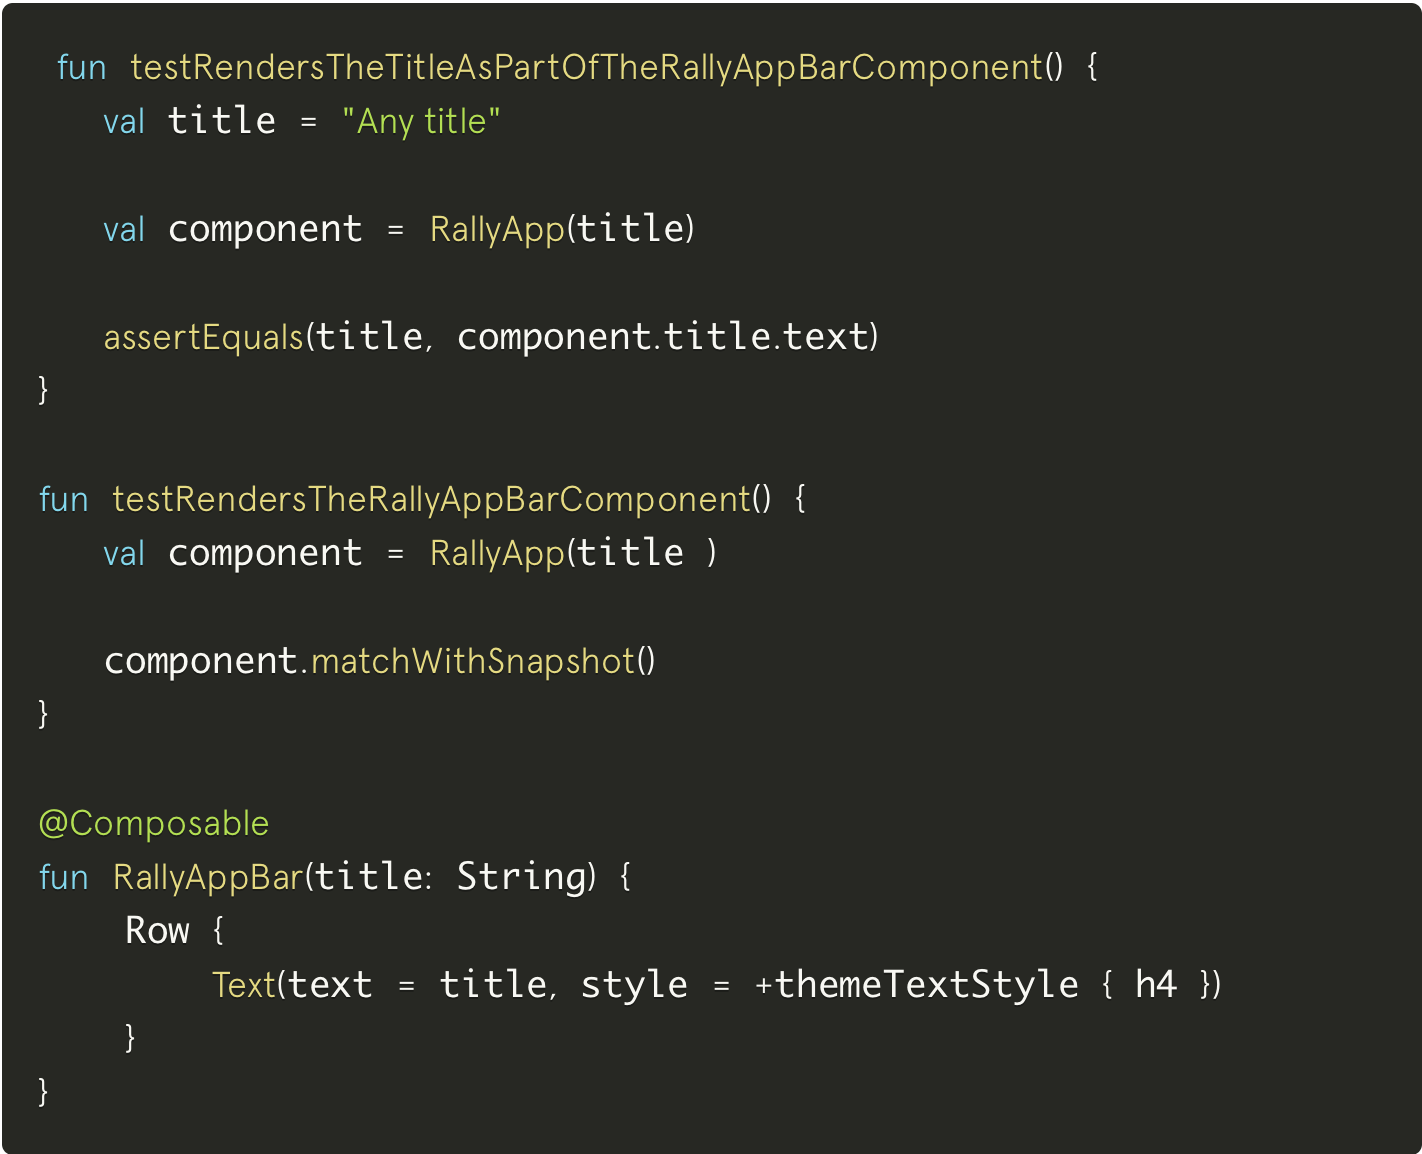 fun testRendersTheTitleAsPartOfTheRallyAppBarComponent() {
val title = "Any title"
val component = RallyApp(title)
assertEquals(title, component.title.text)
}
fun testRendersTheRallyAppBarComponent() {
val component = RallyApp(title )
component.matchWithSnapshot()
}
@Composable
fun RallyAppBar(title: String) {
Row {
Text(text = title, style = +themeTextStyle { h4 })
}
}